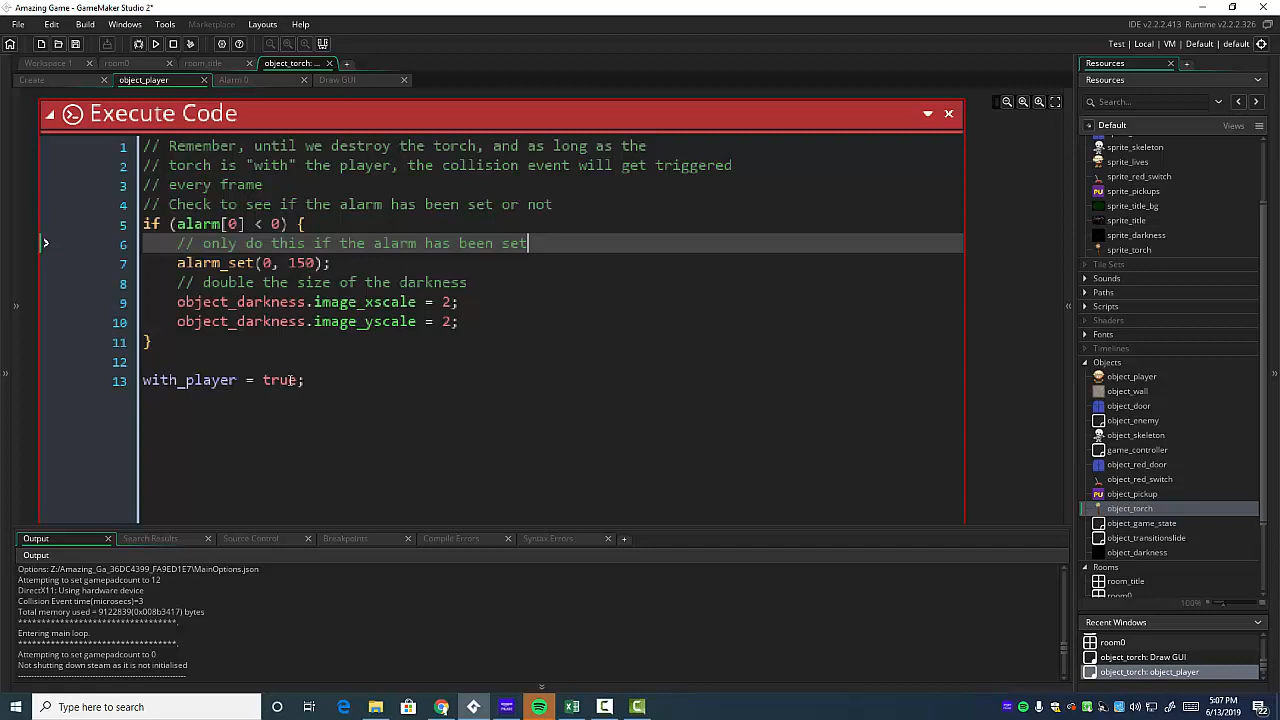 Amazing Game - GameMaker Studio 2*
File Edit Build Windows Tools Marketplace Layouts Help
IDE v2.2.2.413 Runtime v2.2.2.326
Test | Local | VM | Default | default
Workspace 1 room0 room_title object_torch: ...
Create object_player Alarm 0 Draw GUI
Execute Code
1 // Remember, until we destroy the torch, and as long as the
2 // torch is "with" the player, the collision event will get triggered
3 // every frame
4 // Check to see if the alarm has been set or not
5 if (alarm[0] < 0) {
6 // only do this if the alarm has been set
7 alarm_set(0, 150);
8 // double the size of the darkness
9 object_darkness.image_xscale = 2;
10 object_darkness.image_yscale = 2;
11 }
12
13 with_player = true;
Output Search Results Source Control Breakpoints Compile Errors Syntax Errors
Output
Options: Z:/Amazing_Ga_36DC4399_FA9ED1E7\MainOptions.json
Attempting to set gamepadcount to 12
DirectX11: Using hardware device
Collision Event time(microsecs)=3
Total memory used = 9122839(0x008b3417) bytes
**********************************.
Entering main loop.
**********************************.
Attempting to set gamepadcount to 0
Not shutting down steam as it is not initialised
Resources
Resources
Search...
Default Views
sprite_skeleton
sprite_lives
sprite_red_switch
sprite_pickups
sprite_title_bg
sprite_title
sprite_darkness
sprite_torch
Tile Sets
Sounds
Paths
Scripts
Shaders
Fonts
Timelines
Objects
object_player
object_wall
object_door
object_enemy
object_skeleton
game_controller
object_red_door
object_red_switch
object_pickup
object_torch
object_game_state
object_transitionslide
object_darkness
Rooms
room_title
room0
100%
Recent Windows
room0
object_torch: Draw GUI
object_torch: object_player
Type here to search
5:07 PM
6/13/2019